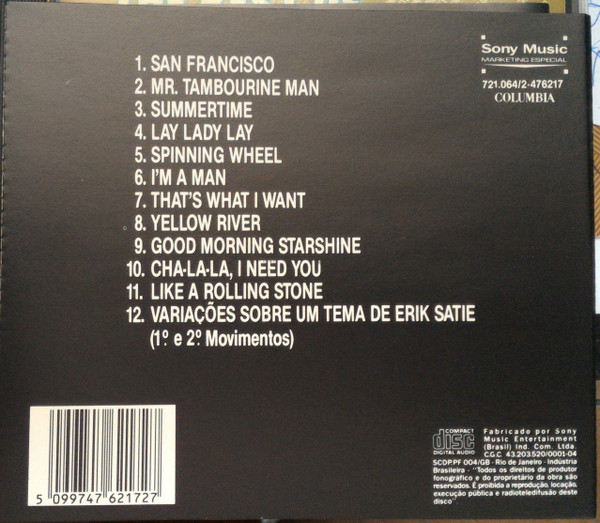 1. SAN FRANCISCO
2. MR. TAMBOURINE MAN
3. SUMMERTIME
4. LAY LADY LAY
5. SPINNING WHEEL
6. I'M A MAN
7. THAT'S WHAT I WANT
8. YELLOW RIVER
9. GOOD MORNING STARSHINE
10. CHA-LA-LA, I NEED YOU
11. LIKE A ROLLING STONE
12. VARIAÇÕES SOBRE UM TEMA DE ERIK SATIE
(1º e 2º Movimentos)
Sony Music
MARKETING ESPECIAL
721.064/2-476217
COLUMBIA
5 099747 621727
COMPACT
disc
DIGITAL AUDIO
Fabricado por Sony
Music Entertainment
(Brasil) Ind. Com. Ltda.
C.G.C. 43.203.520/0001-04
SCDP.PF 004/GB - Rio de Janeiro - Indústria
Brasileira - "Todos os direitos do produtor
fonográfico e do proprietário da obra são
reservados. É proibida a reprodução, locação,
execução pública e radioteledifusão deste
disco"